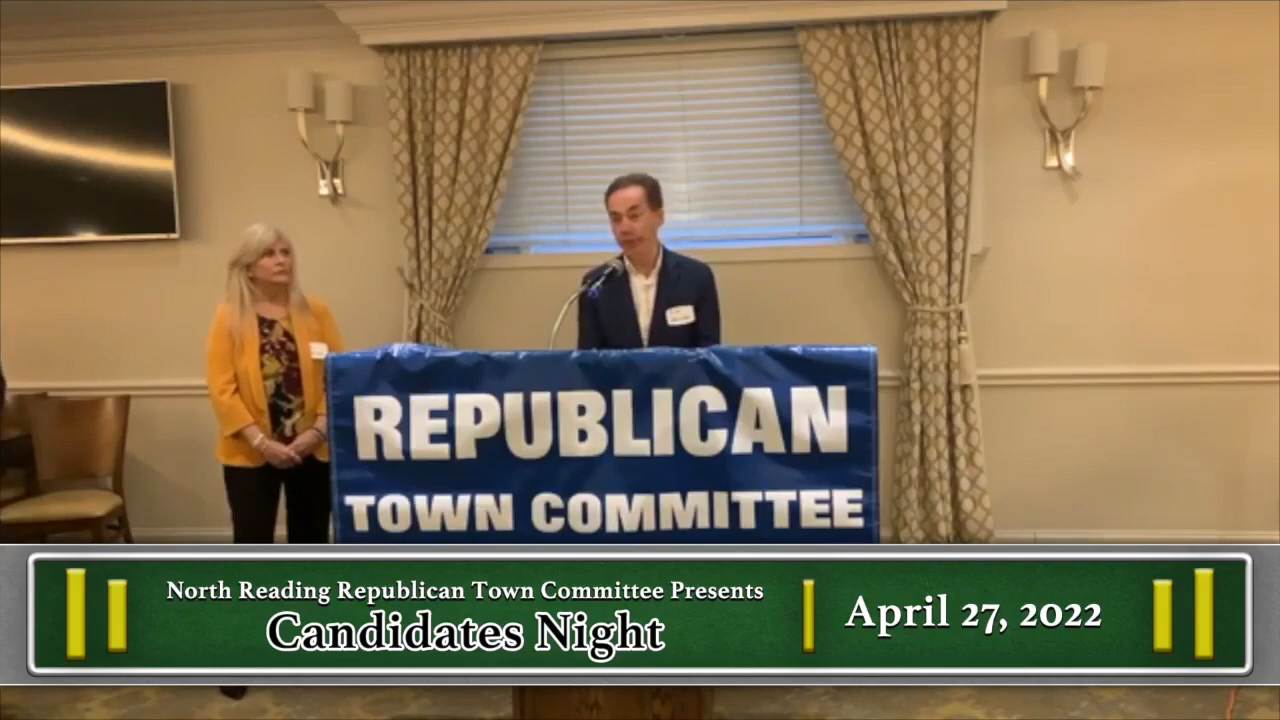 REPUBLICAN
TOWN COMMITTEE
North Reading Republican Town Committee Presents
Candidates Night
April 27, 2022